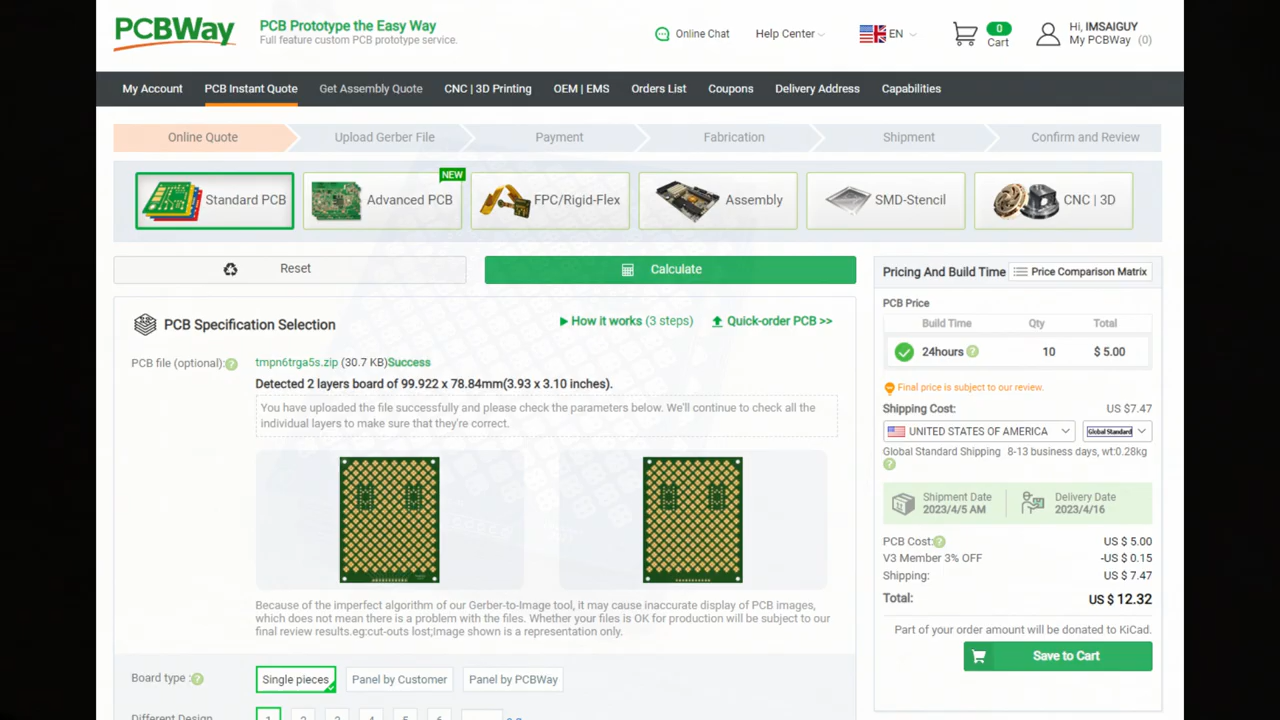 PCBWay
PCB Prototype the Easy Way
Full feature custom PCB prototype service.
Online Chat
Help Center
EN
0
Cart
Hi, IMSAIGUY
My PCBWay (0)
My Account
PCB Instant Quote
Get Assembly Quote
CNC | 3D Printing
OEM | EMS
Orders List
Coupons
Delivery Address
Capabilities
Online Quote
Upload Gerber File
Payment
Fabrication
Shipment
Confirm and Review
Standard PCB
NEW
Advanced PCB
FPC/Rigid-Flex
Assembly
SMD-Stencil
CNC | 3D
Reset
Calculate
PCB Specification Selection
How it works (3 steps)
Quick-order PCB >>
PCB file (optional):?
tmpn6trga5s.zip (30.7 KB)Success
Detected 2 layers board of 99.922 x 78.84mm(3.93 x 3.10 inches).
You have uploaded the file successfully and please check the parameters below. We'll continue to check all the
individual layers to make sure that they're correct.
Because of the imperfect algorithm of our Gerber-to-Image tool, it may cause inaccurate display of PCB images,
which does not mean there is a problem with the files. Whether your files is OK for production will be subject to our
final review results.eg:cut-outs lost;Image shown is a representation only.
Board type :?
Single pieces
Panel by Customer
Panel by PCBWay
Different Design
1 2 3 4 5 6
Pricing And Build Time
Price Comparison Matrix
PCB Price
Build Time Qty Total
24hours ? 10 $ 5.00
Final price is subject to our review.
Shipping Cost: US $7.47
UNITED STATES OF AMERICA
Global Standard
Global Standard Shipping 8-13 business days, wt:0.28kg
?
Shipment Date
2023/4/5 AM
Delivery Date
2023/4/16
PCB Cost:? US $ 5.00
V3 Member 3% OFF -US $ 0.15
Shipping: US $ 7.47
Total: US $ 12.32
Part of your order amount will be donated to KiCad.
Save to Cart